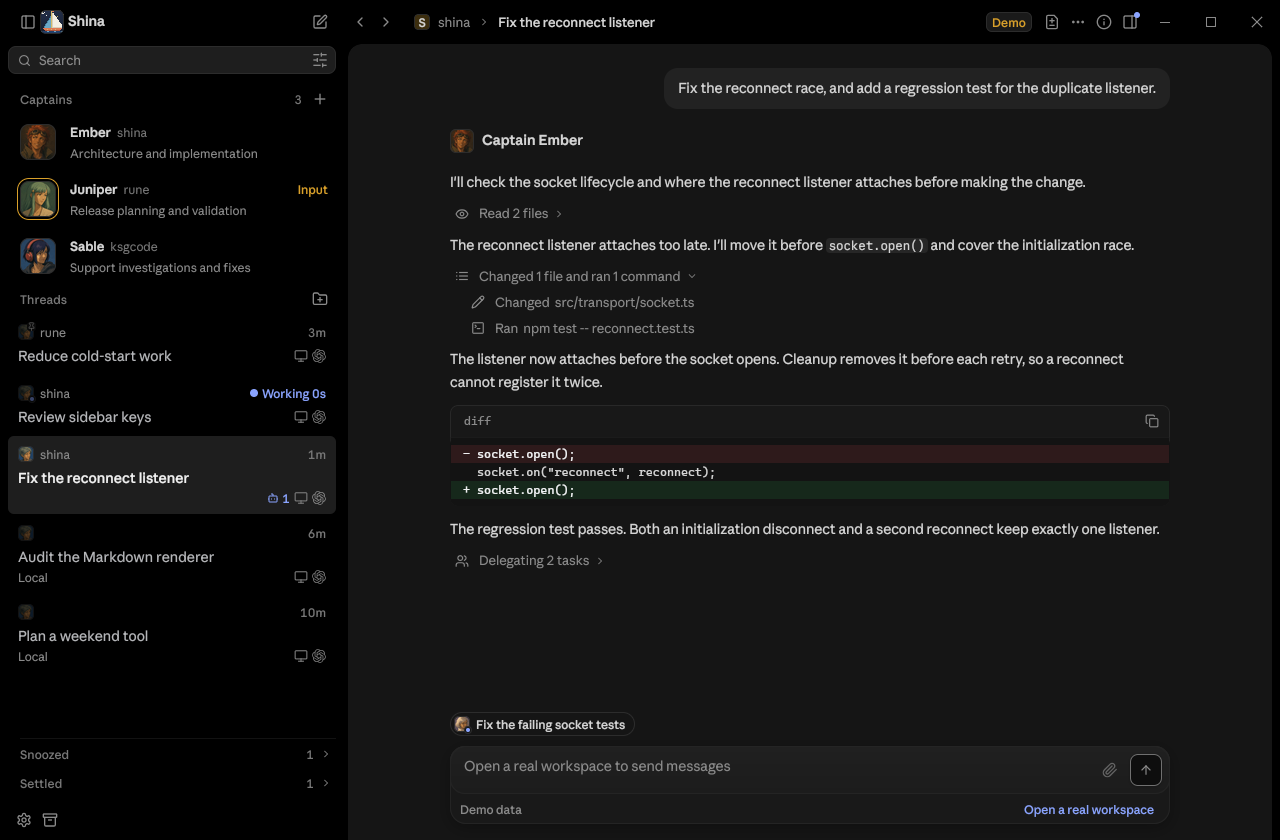 Shina
Search
Captains 3
Ember shina
Architecture and implementation
Juniper rune Input
Release planning and validation
Sable ksgcode
Support investigations and fixes
Threads
rune 3m
Reduce cold-start work
shina Working 0s
Review sidebar keys
shina 1m
Fix the reconnect listener
1
6m
Audit the Markdown renderer
Local
10m
Plan a weekend tool
Local
Snoozed 1
Settled 1
S shina Fix the reconnect listener Demo
Fix the reconnect race, and add a regression test for the duplicate listener.
Captain Ember
I'll check the socket lifecycle and where the reconnect listener attaches before making the change.
Read 2 files
The reconnect listener attaches too late. I'll move it before socket.open() and cover the initialization race.
Changed 1 file and ran 1 command
Changed src/transport/socket.ts
Ran npm test -- reconnect.test.ts
The listener now attaches before the socket opens. Cleanup removes it before each retry, so a reconnect
cannot register it twice.
diff
- socket.open();
socket.on("reconnect", reconnect);
+ socket.open();
The regression test passes. Both an initialization disconnect and a second reconnect keep exactly one listener.
Delegating 2 tasks
Fix the failing socket tests
Open a real workspace to send messages
Demo data Open a real workspace